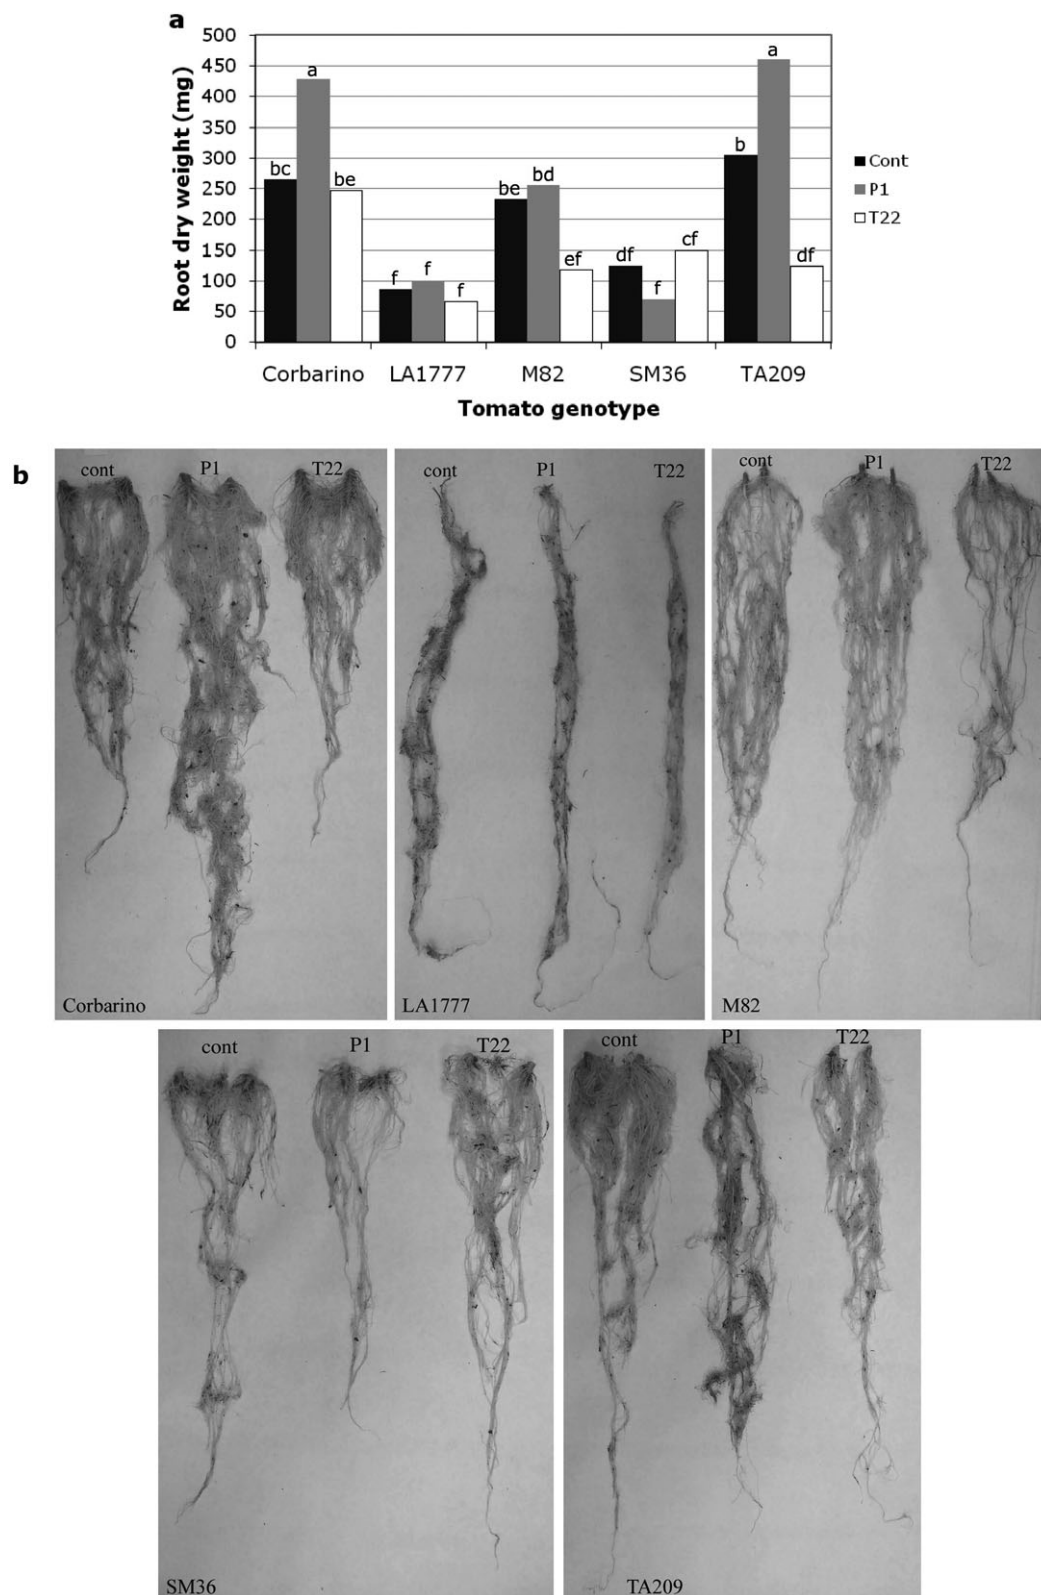 a
500
450
400
350
300
250
200
150
100
50
0
Root dry weight (mg)
bc a be
f f f
be bd ef
df f cf
b a df
Cont
P1
T22
Corbarino LA1777 M82 SM36 TA209
Tomato genotype
b
cont P1 T22
Corbarino
cont P1 T22
LA1777
cont P1 T22
M82
cont P1 T22
SM36
cont P1 T22
TA209